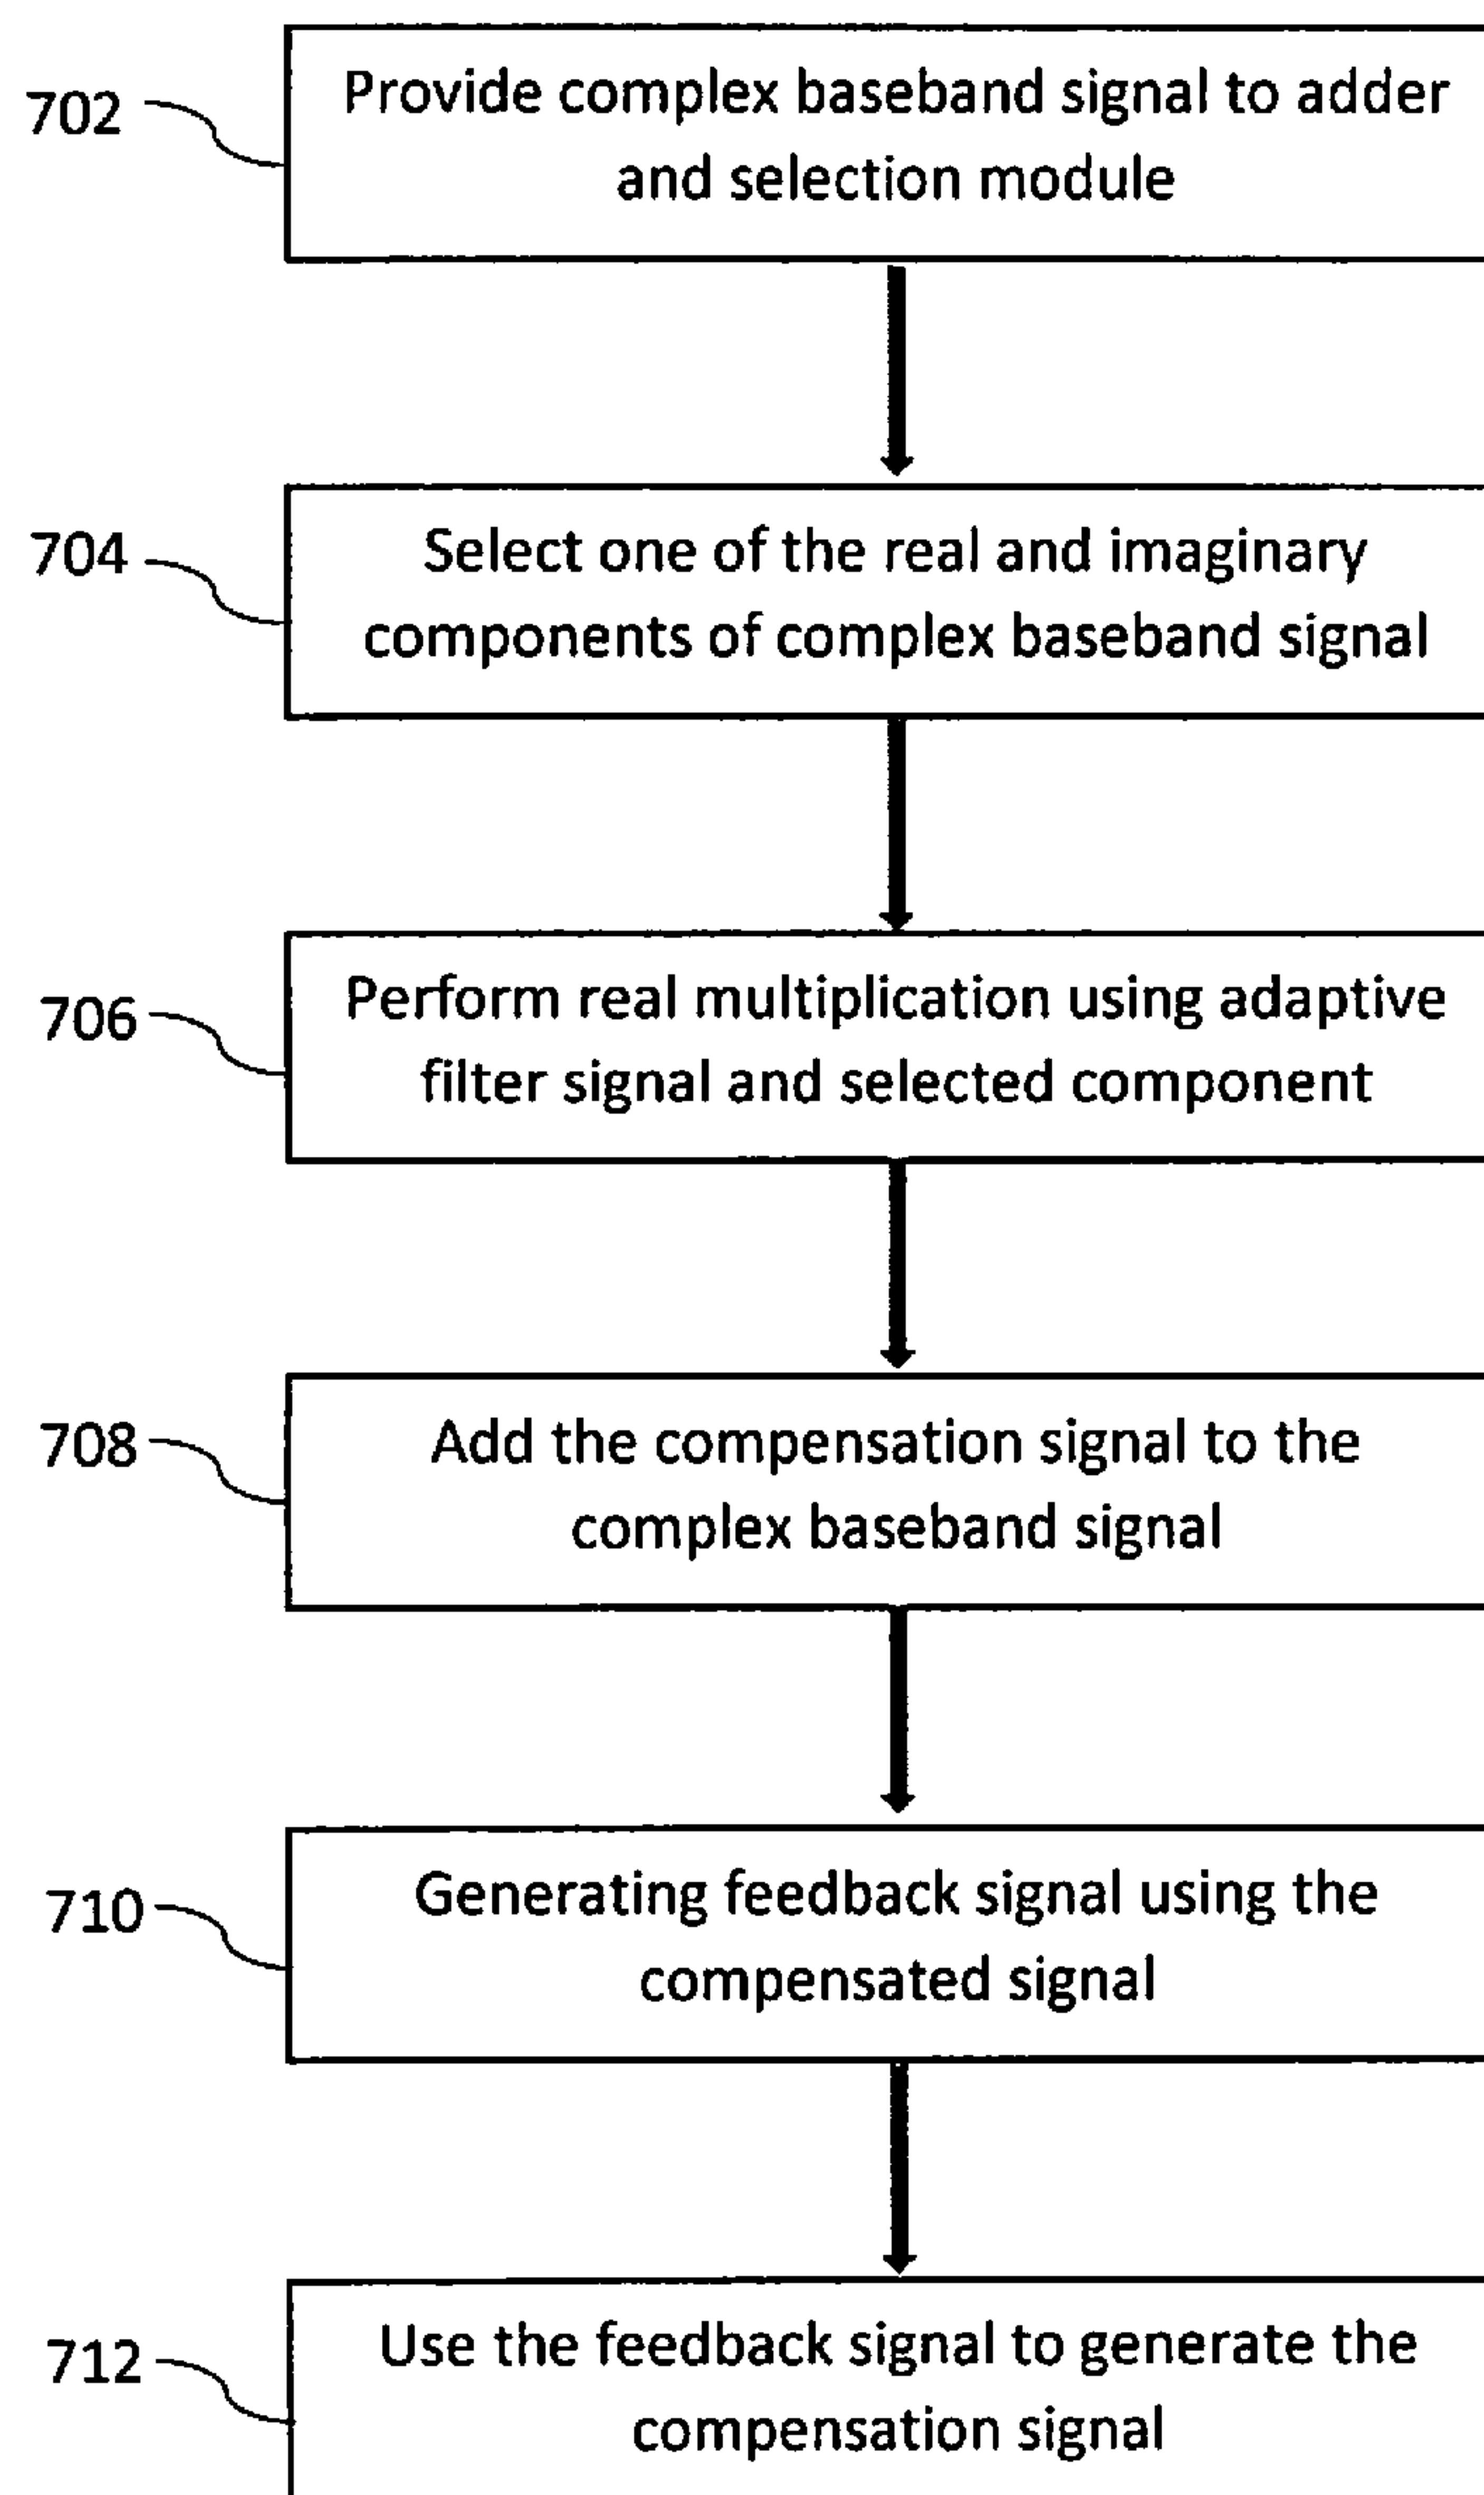 702
Provide complex baseband signal to adder
and selection module
704
Select one of the real and imaginary
components of complex baseband signal
706
Perform real multiplication using adaptive
filter signal and selected component
708
Add the compensation signal to the
complex baseband signal
710
Generating feedback signal using the
compensated signal
712
Use the feedback signal to generate the
compensation signal